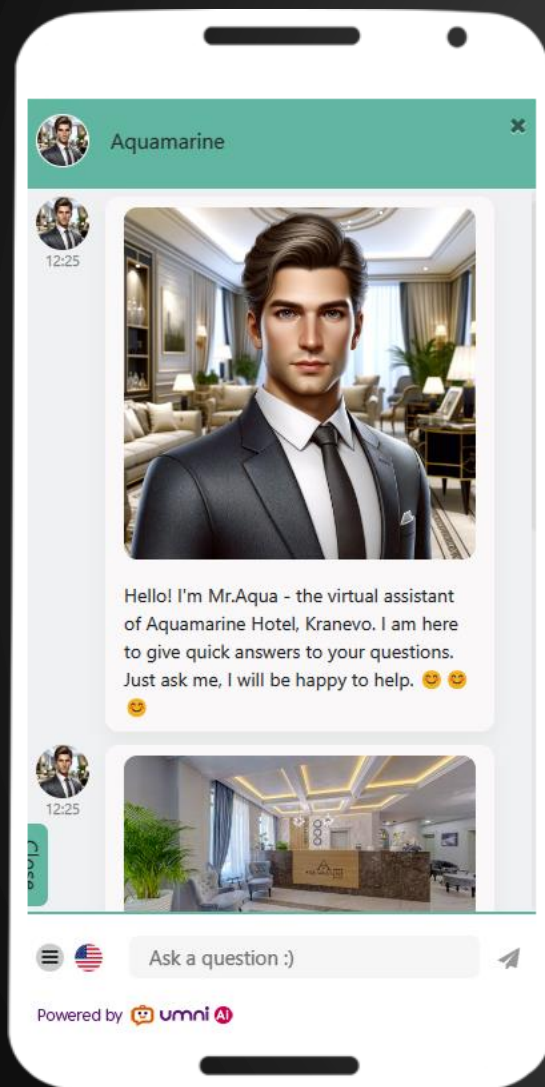 Aquamarine
12:25
Hello! I'm Mr.Aqua - the virtual assistant
of Aquamarine Hotel, Kranevo. I am here
to give quick answers to your questions.
Just ask me, I will be happy to help. 😊 😊
😊
12:25
Close
Ask a question :)
Powered by umni AI